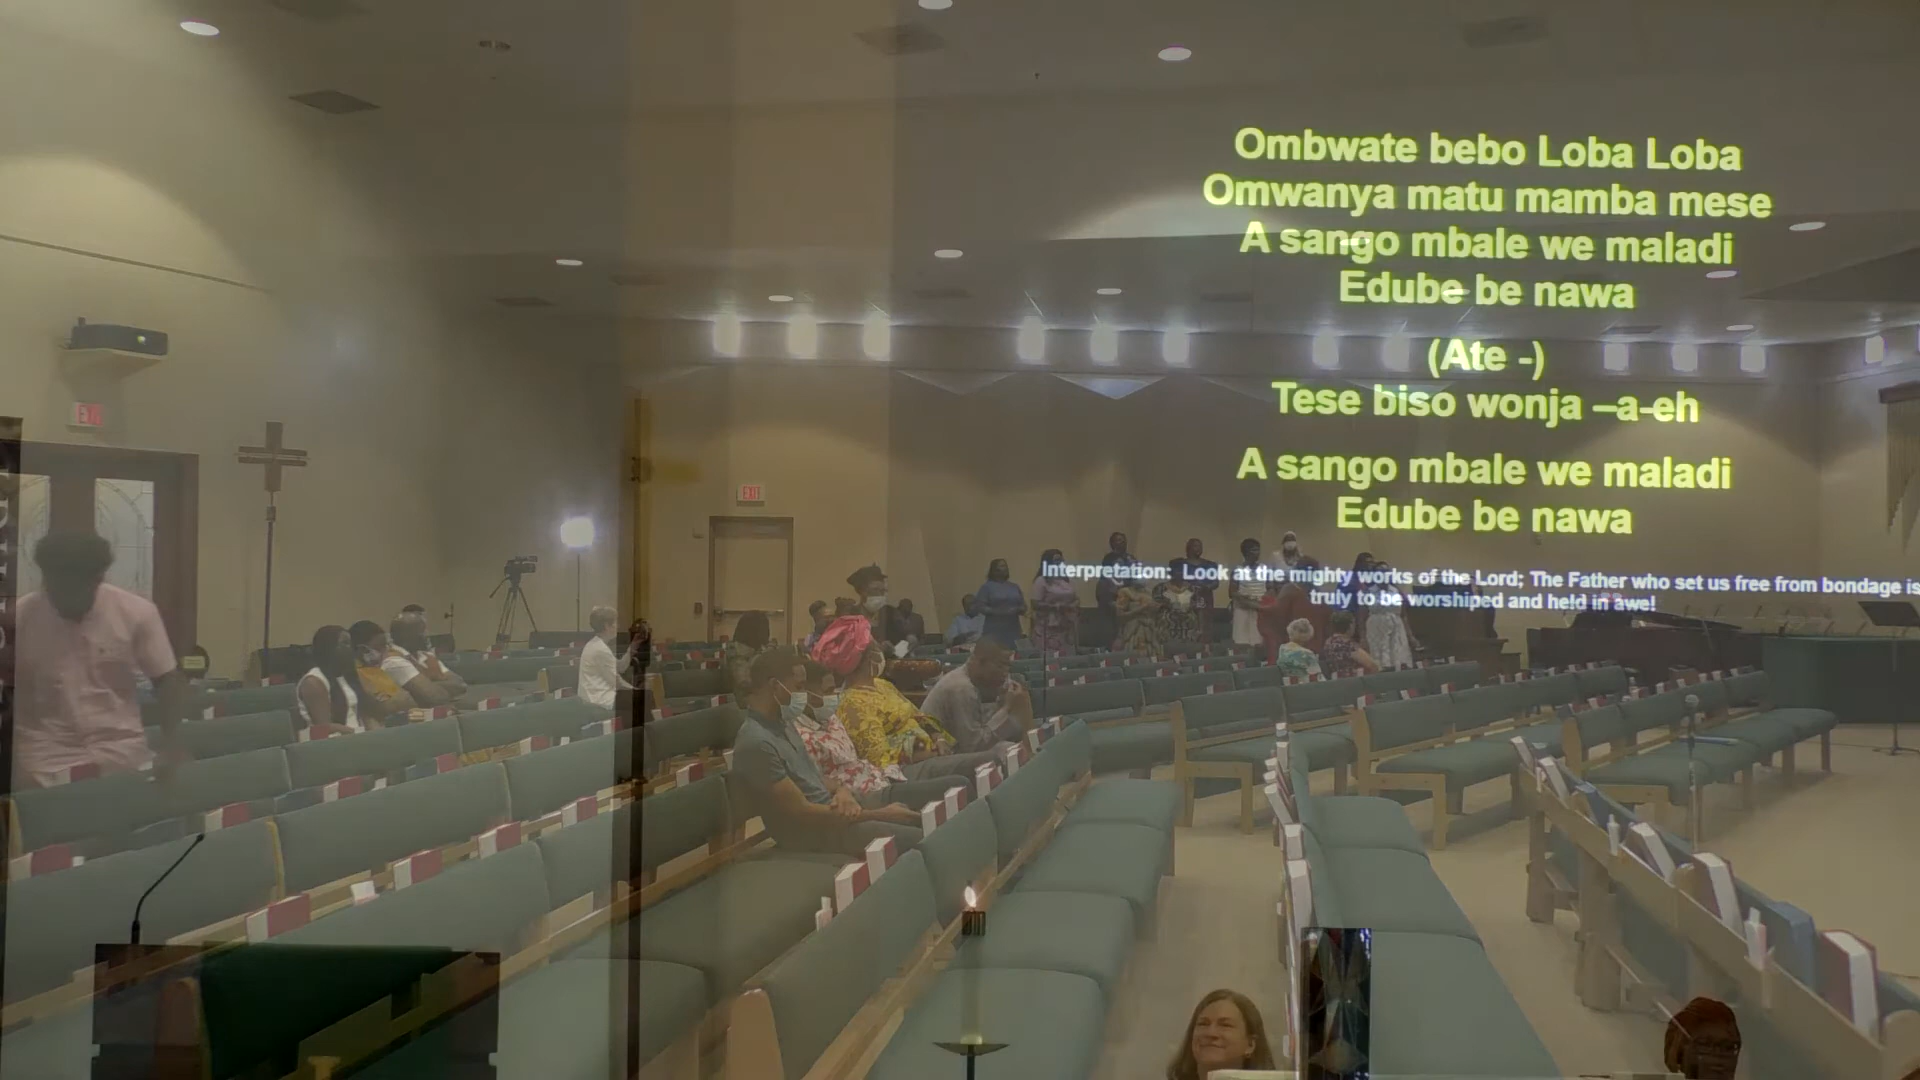 Ombwate bebo Loba Loba
Omwanya matu mamba mese
A sango mbale we maladi
Edube be nawa
(Ate -)
Tese biso wonja –a-eh
A sango mbale we maladi
Edube be nawa
Interpretation: Look at the mighty works of the Lord; The Father who set us free from bondage is
truly to be worshiped and held in awe!
EXIT
EXIT